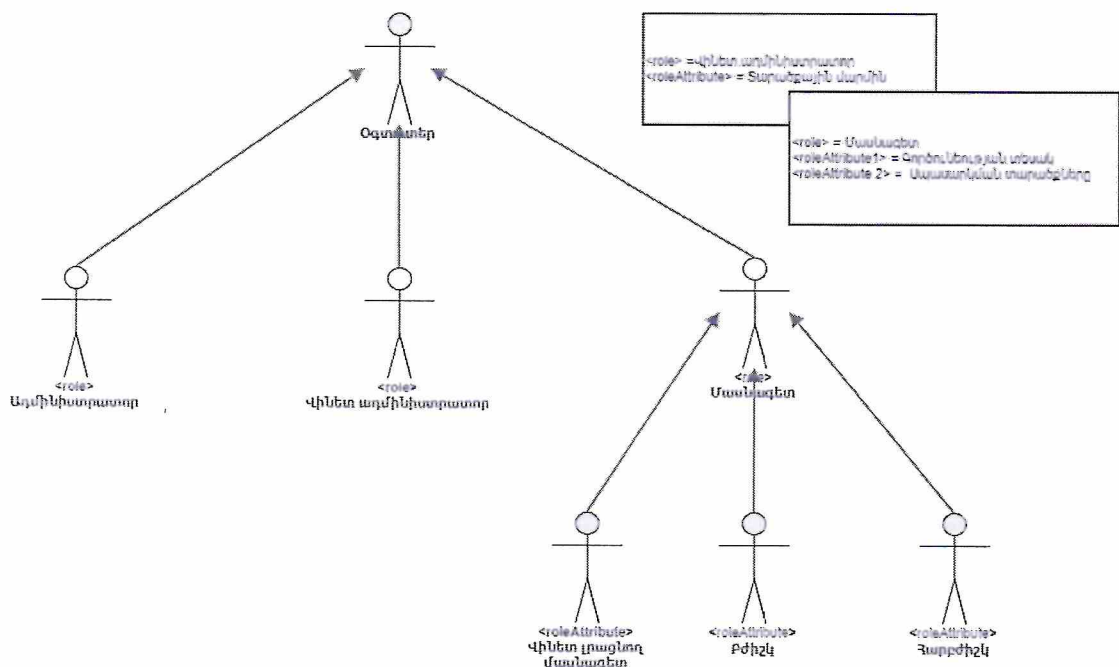 <role> =Վինետ ադմինիստրատոր
<roleAttribute> = Տարածքային մարմին
<role> = Մասնագետ
<roleAttribute1> = Գործունեության տեսակ
<roleAttribute 2> = Սպասարկման տարածքները
Օգտատեր
<role>
Ադմինիստրատոր
<role>
Վինետ ադմինիստրատոր
<role>
Մասնագետ
<roleAttribute>
Վինետ լրացնող
մասնագետ
<roleAttribute>
Բժիշկ
<roleAttribute>
Հարբժիշկ